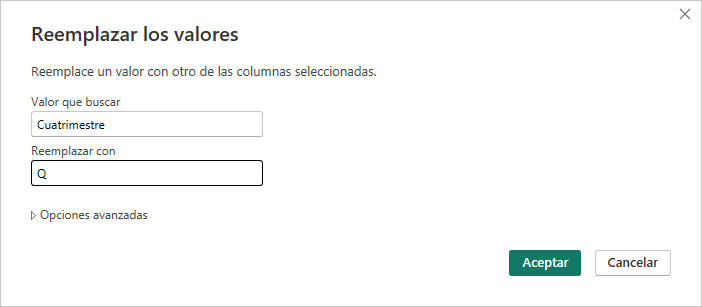 Reemplazar los valores
Reemplace un valor con otro de las columnas seleccionadas.
Valor que buscar
Cuatrimestre
Reemplazar con
Q
Opciones avanzadas
Aceptar Cancelar